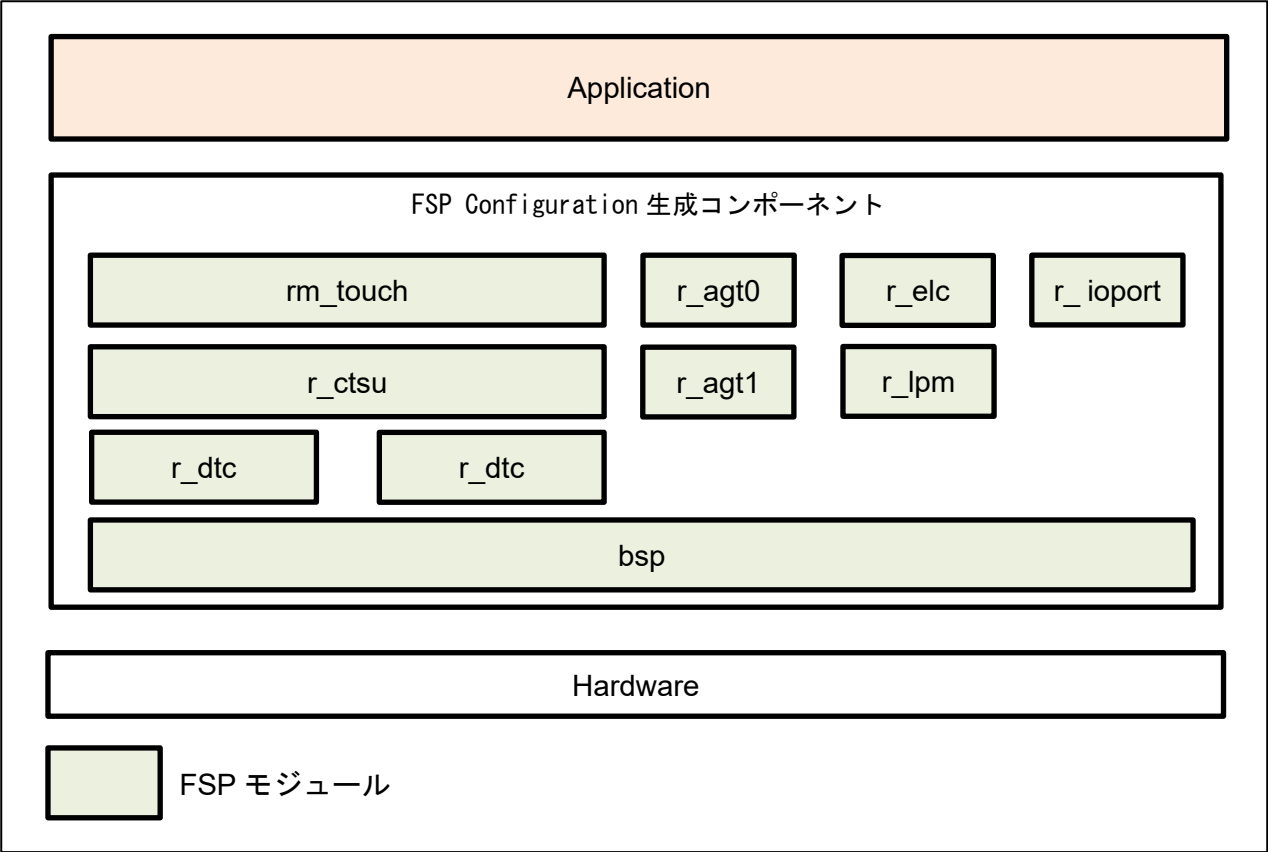 Application
FSP Configuration 生成コンポーネント
rm_touch
r_agt0
r_elc
r_ ioport
r_ctsu
r_agt1
r_lpm
r_dtc
r_dtc
bsp
Hardware
FSP モジュール